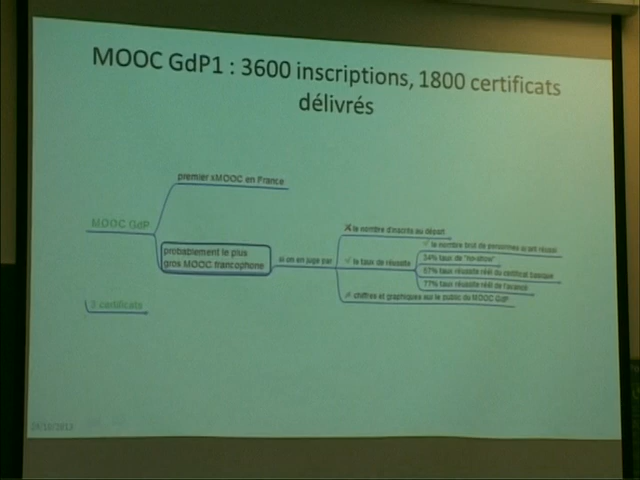 MOOC GdP1 : 3600 inscriptions, 1800 certificats
délivrés
premier xMOOC en France
MOOC GdP
probablement le plus
gros MOOC francophone
si on en juge par
le nombre d'inscrits au départ
le taux de réussite
le nombre brut de personnes ayant réussi
34% taux de "no-show"
57% taux réussite réél du certificat basique
77% taux réussite réél de l'avancé
chiffres et graphiques sur le public du MOOC GdP
3 certificats